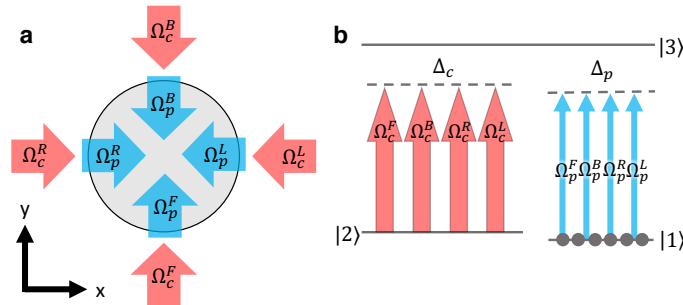 a
Ω_c^B
Ω_p^B
Ω_c^R
Ω_p^R
Ω_p^L
Ω_c^L
Ω_p^F
Ω_c^F
y
x
b
|3⟩
Δ_c
Δ_p
Ω_c^F Ω_c^B Ω_c^R Ω_c^L
Ω_p^F Ω_p^B Ω_p^R Ω_p^L
|2⟩
|1⟩